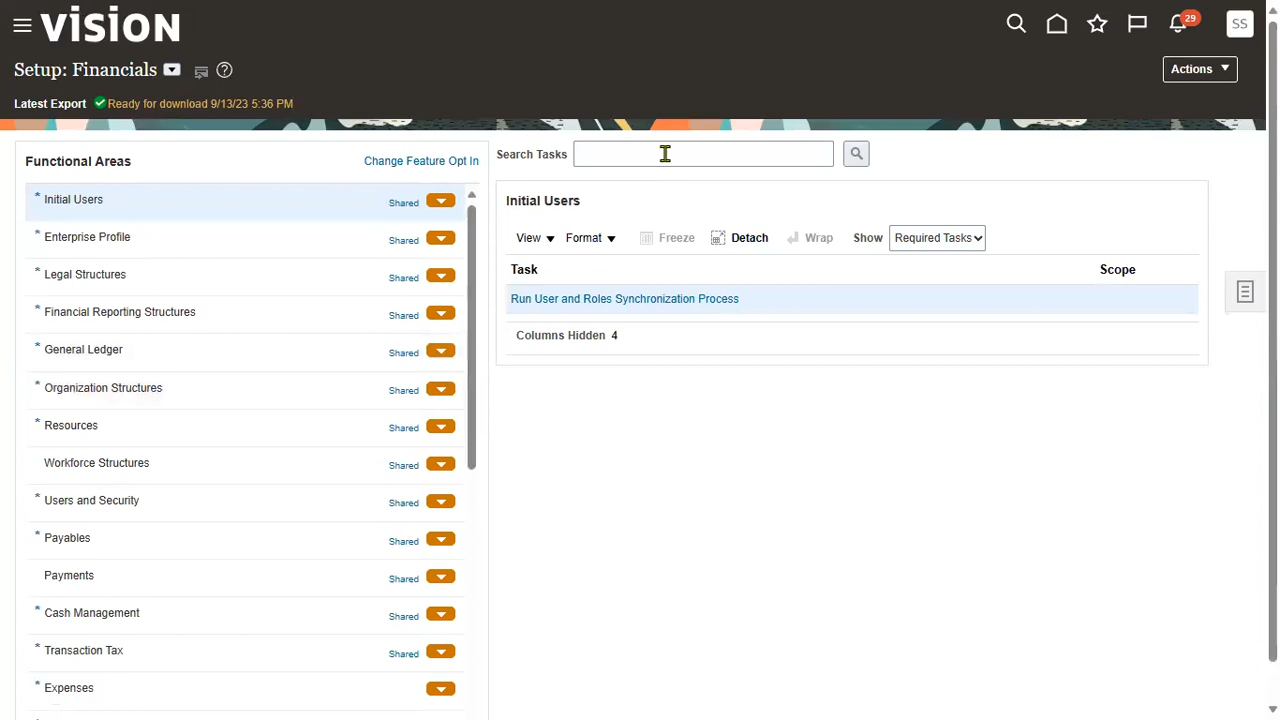 vision
29
SS
Setup: Financials
Actions
Latest Export Ready for download 9/13/23 5:36 PM
Functional Areas
Change Feature Opt In
* Initial Users Shared
* Enterprise Profile Shared
* Legal Structures Shared
* Financial Reporting Structures Shared
* General Ledger Shared
* Organization Structures Shared
* Resources Shared
Workforce Structures Shared
* Users and Security Shared
* Payables Shared
Payments Shared
* Cash Management Shared
* Transaction Tax Shared
* Expenses
Search Tasks
Initial Users
View Format Freeze Detach Wrap Show Required Tasks
Task Scope
Run User and Roles Synchronization Process
Columns Hidden 4